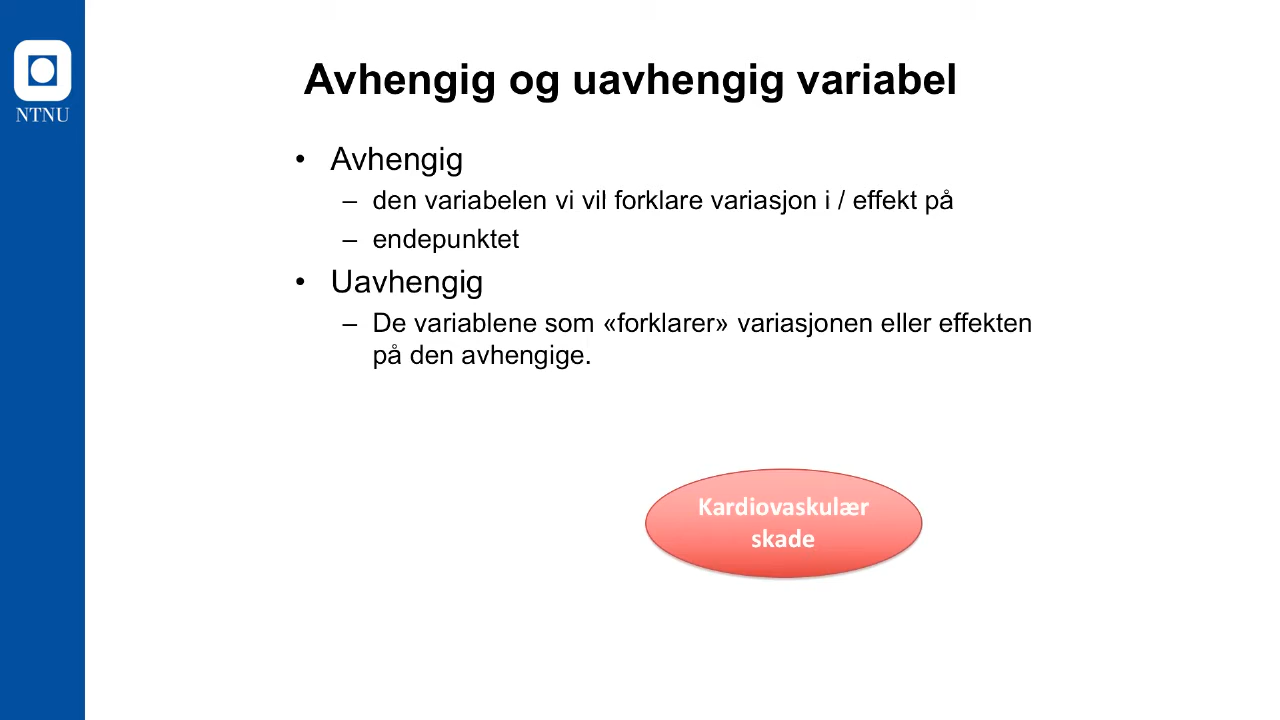 NTNU
Avhengig og uavhengig variabel
• Avhengig
– den variabelen vi vil forklare variasjon i / effekt på
– endepunktet
• Uavhengig
– De variablene som «forklarer» variasjonen eller effekten
på den avhengige.
Kardiovaskulær
skade